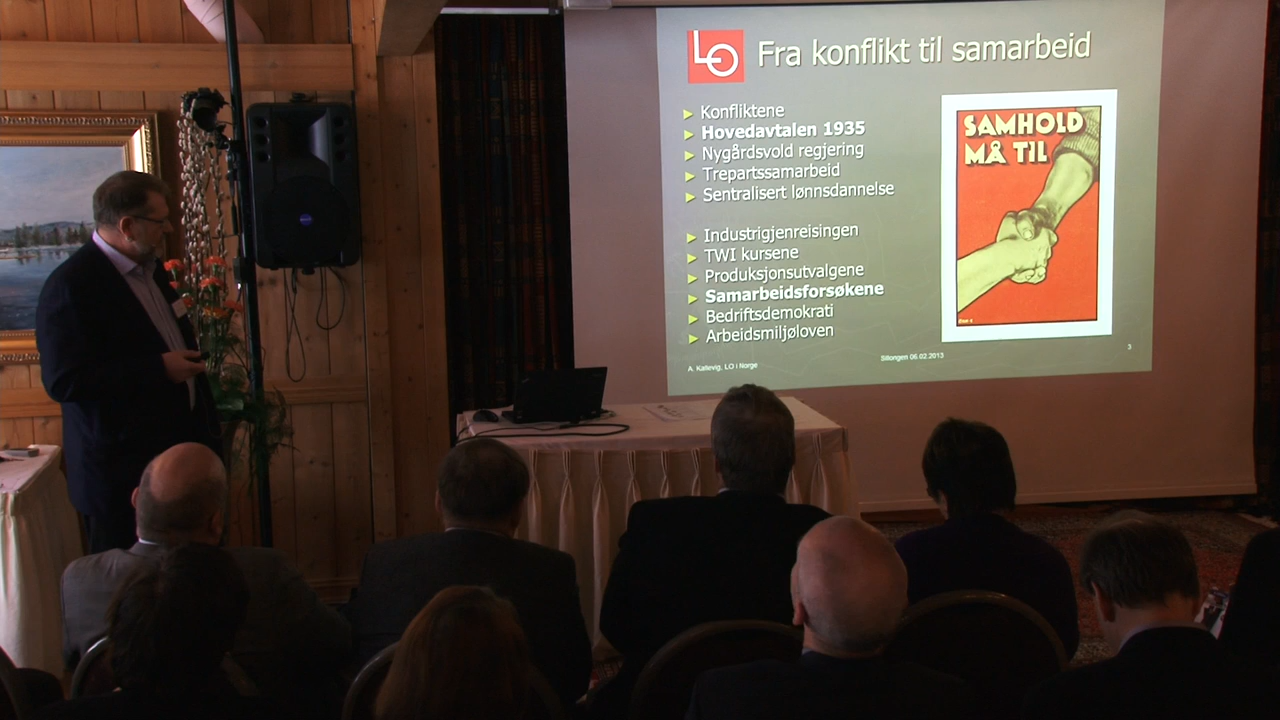 LO
Fra konflikt til samarbeid
Konfliktene
Hovedavtalen 1935
Nygårdsvold regjering
Trepartssamarbeid
Sentralisert lønnsdannelse
Industrigjenreisingen
TWI kursene
Produksjonsutvalgene
Samarbeidsforsøkene
Bedriftsdemokrati
Arbeidsmiljøloven
SAMHOLD
MÅ TIL
A. Kallevig, LO i Norge
06.02.2013
3